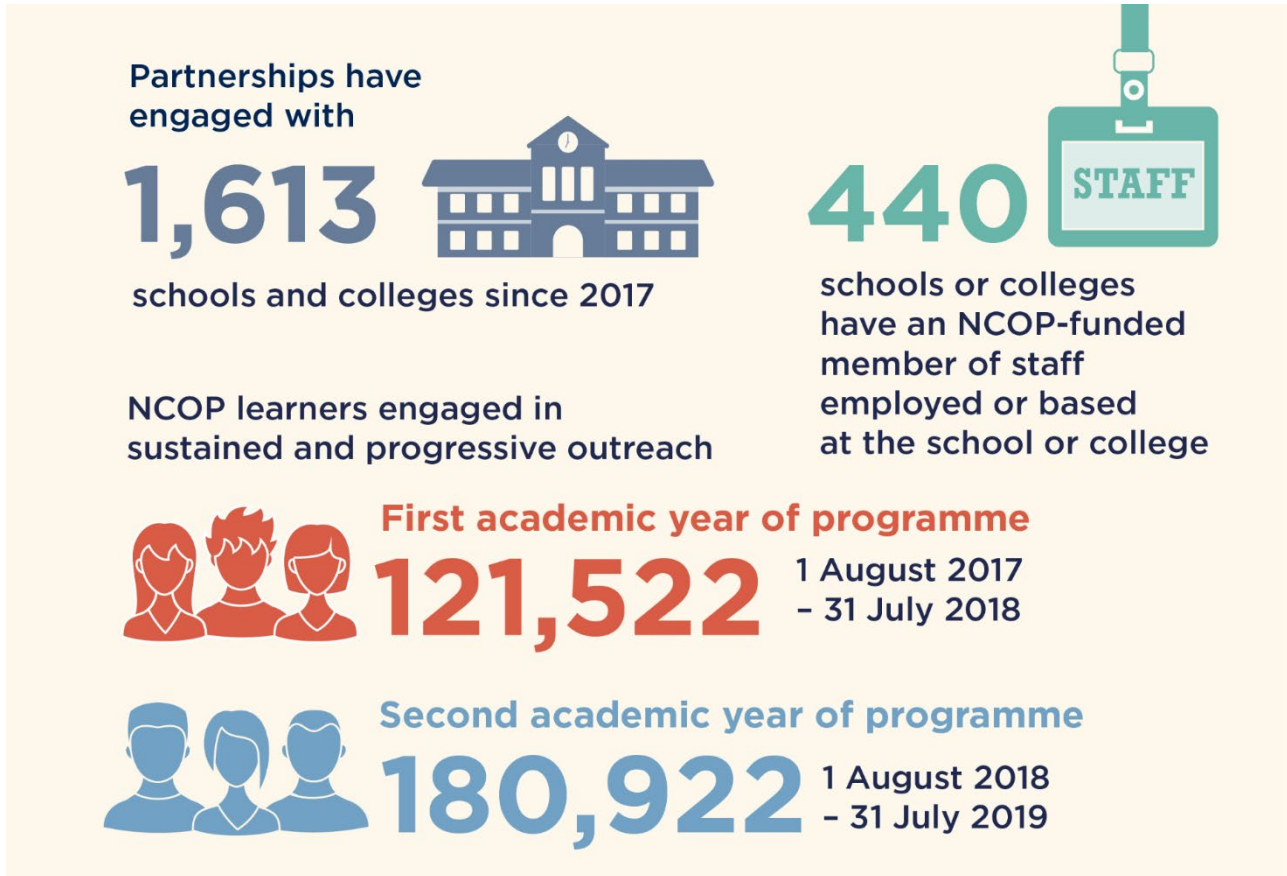 Partnerships have
engaged with
1,613
schools and colleges since 2017
440
STAFF
schools or colleges
have an NCOP-funded
member of staff
employed or based
at the school or college
NCOP learners engaged in
sustained and progressive outreach
First academic year of programme
121,522
1 August 2017
– 31 July 2018
Second academic year of programme
180,922
1 August 2018
– 31 July 2019